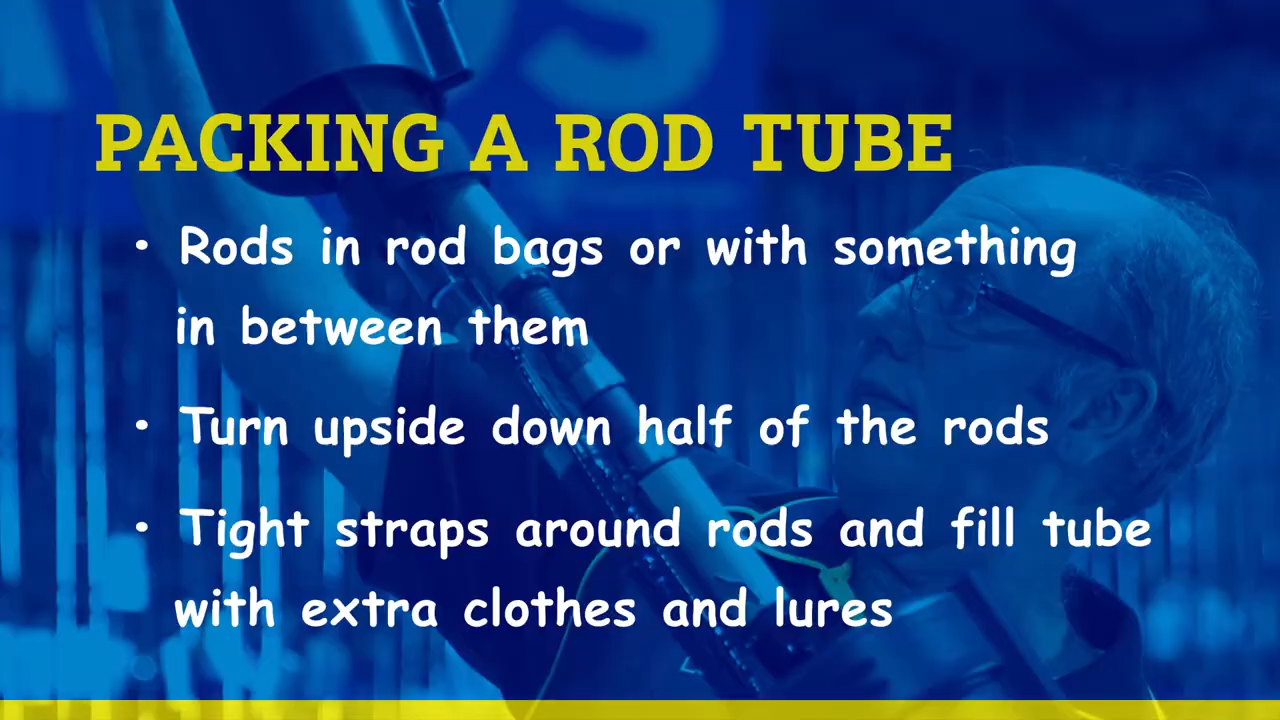 PACKING A ROD TUBE
• Rods in rod bags or with something
in between them
• Turn upside down half of the rods
• Tight straps around rods and fill tube
with extra clothes and lures